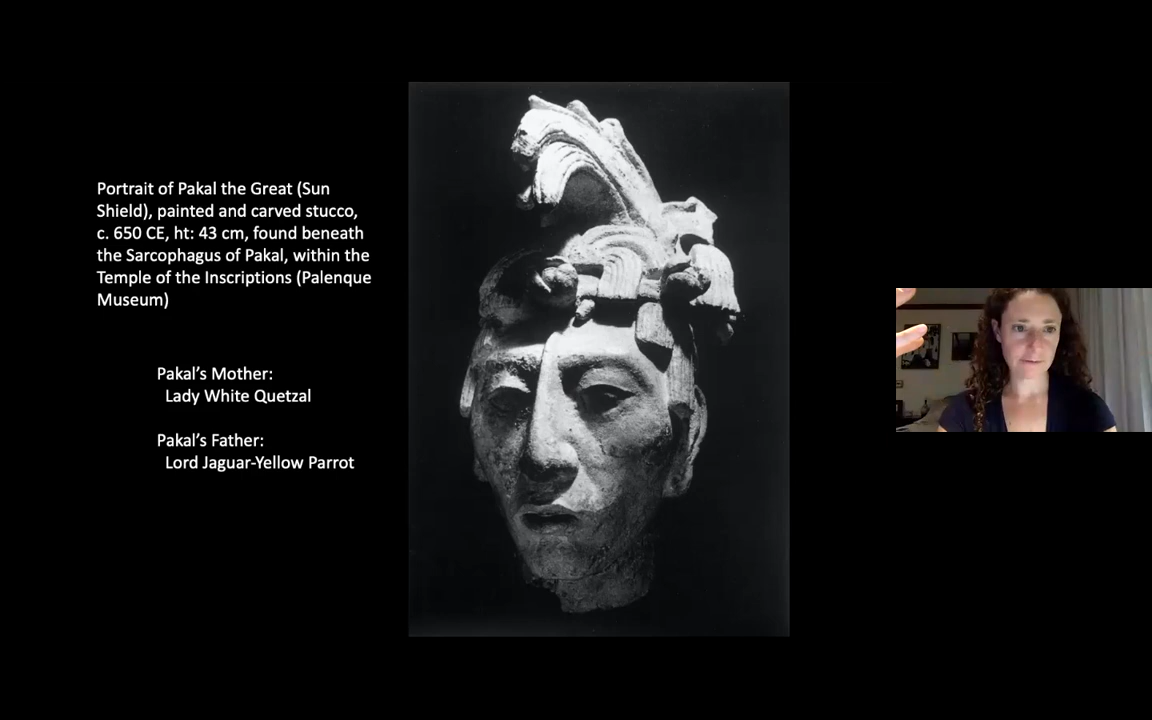 Portrait of Pakal the Great (Sun
Shield), painted and carved stucco,
c. 650 CE, ht: 43 cm, found beneath
the Sarcophagus of Pakal, within the
Temple of the Inscriptions (Palenque
Museum)
Pakal’s Mother:
Lady White Quetzal
Pakal’s Father:
Lord Jaguar-Yellow Parrot